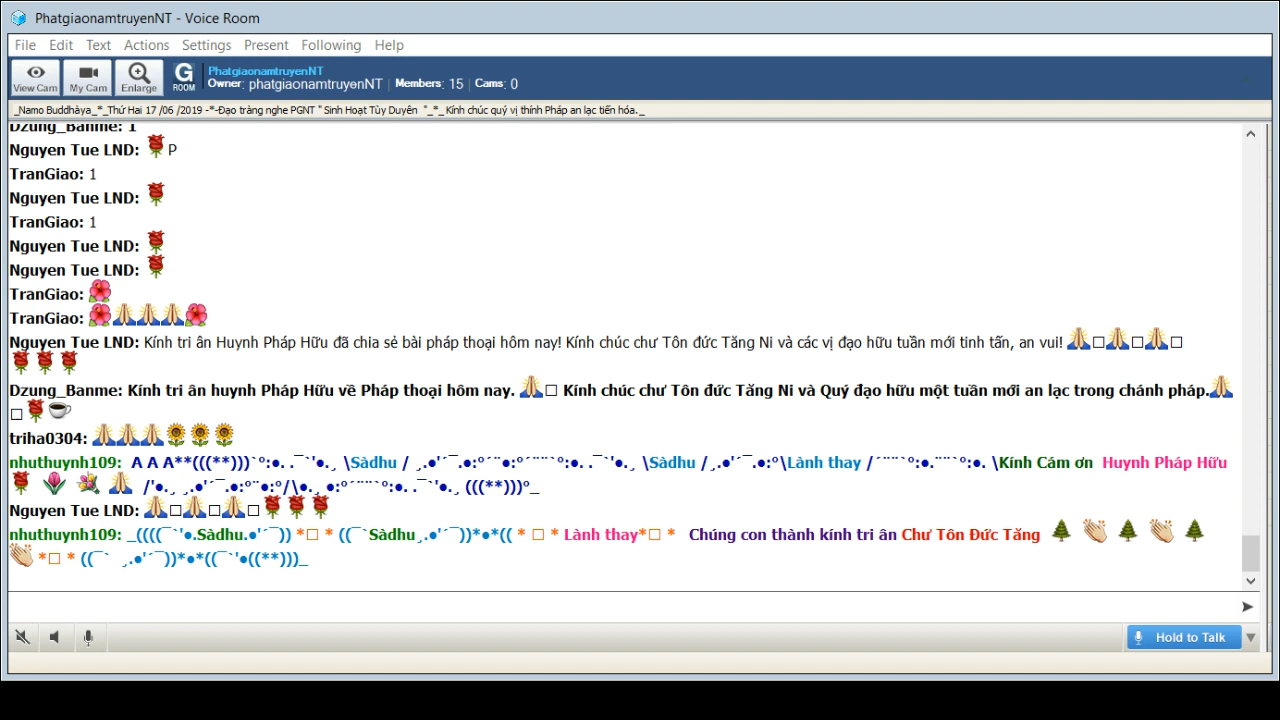 PhatgiaonamtruyenNT - Voice Room
File Edit Text Actions Settings Present Following Help
View Cam My Cam Enlarge G ROOM
PhatgiaonamtruyenNT
Owner: phatgiaonamtruyenNT | Members: 15 | Cams: 0
_Namo Buddhàya_*_Thứ Hai 17 /06 /2019 -*-Đạo tràng nghe PGNT " Sinh Hoạt Tùy Duyên "_*_ Kính chúc quý vị thính Pháp an lạc tiến hóa._
Dzung_Banme: 1
Nguyen Tue LND: 🌹P
TranGiao: 1
Nguyen Tue LND: 🌹
TranGiao: 1
Nguyen Tue LND: 🌹
Nguyen Tue LND: 🌹
TranGiao: 🌺
TranGiao: 🌺🙏🙏🙏🌺
Nguyen Tue LND: Kính tri ân Huynh Pháp Hữu đã chia sẻ bài pháp thoại hôm nay! Kính chúc chư Tôn đức Tăng Ni và các vị đạo hữu tuần mới tinh tấn, an vui! 🙏□🙏□🙏□
🌹🌹🌹
Dzung_Banme: Kính tri ân huynh Pháp Hữu về Pháp thoại hôm nay. 🙏□ Kính chúc chư Tôn đức Tăng Ni và Quý đạo hữu một tuần mới an lạc trong chánh pháp.🙏
□🌹☕
triha0304: 🙏🙏🙏🌻🌻🌻
nhuthuynh109: A A A**(((**)))`°:•. .¯`'•.¸ \Sàdhu / ¸.•'´¯.•:°´¨•:°´¨¨`°:•. .¯`'•.¸ \Sàdhu /¸.•'´¯.•:°\Lành thay /´¨¨`°:•.¨¨`°:•. \Kính Cám ơn Huynh Pháp Hữu
🌹 🌷 💐 🙏 /'•.¸ ¸.•'´¯.•:°¨•:°/\•.¸ •:°´¨¨`°:•. .¯`'•.¸ (((**)))°_
Nguyen Tue LND: 🙏□🙏□🙏□🌹🌹🌹
nhuthuynh109: _((((¯`'•.Sàdhu.•'´¯)) *□ * ((¯`Sàdhu¸.•'´¯))*•*(( * □ * Lành thay*□ * Chúng con thành kính tri ân Chư Tôn Đức Tăng 🌲 👏 🌲 👏 🌲
👏 *□ * ((¯` ¸.•'´¯))*•*((¯`'•((**)))_
Hold to Talk